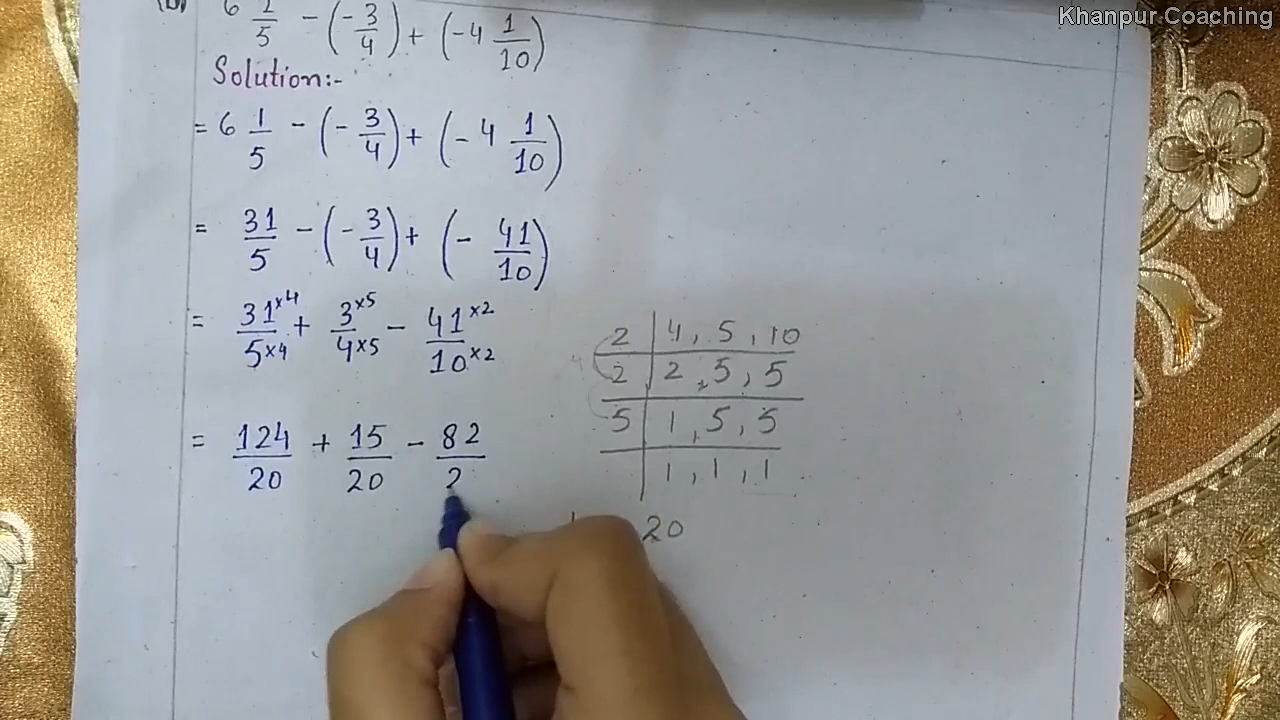 Khanpur Coaching
6 1/5 - (-3/4) + (-4 1/10)
Solution:-
= 6 1/5 - (-3/4) + (-4 1/10)
= 31/5 - (-3/4) + (- 41/10)
= 31×4/5×4 + 3×5/4×5 - 41×2/10×2
= 124/20 + 15/20 - 82/2
2 | 4, 5, 10
2 | 2, 5, 5
5 | 1, 5, 5
| 1, 1, 1
20